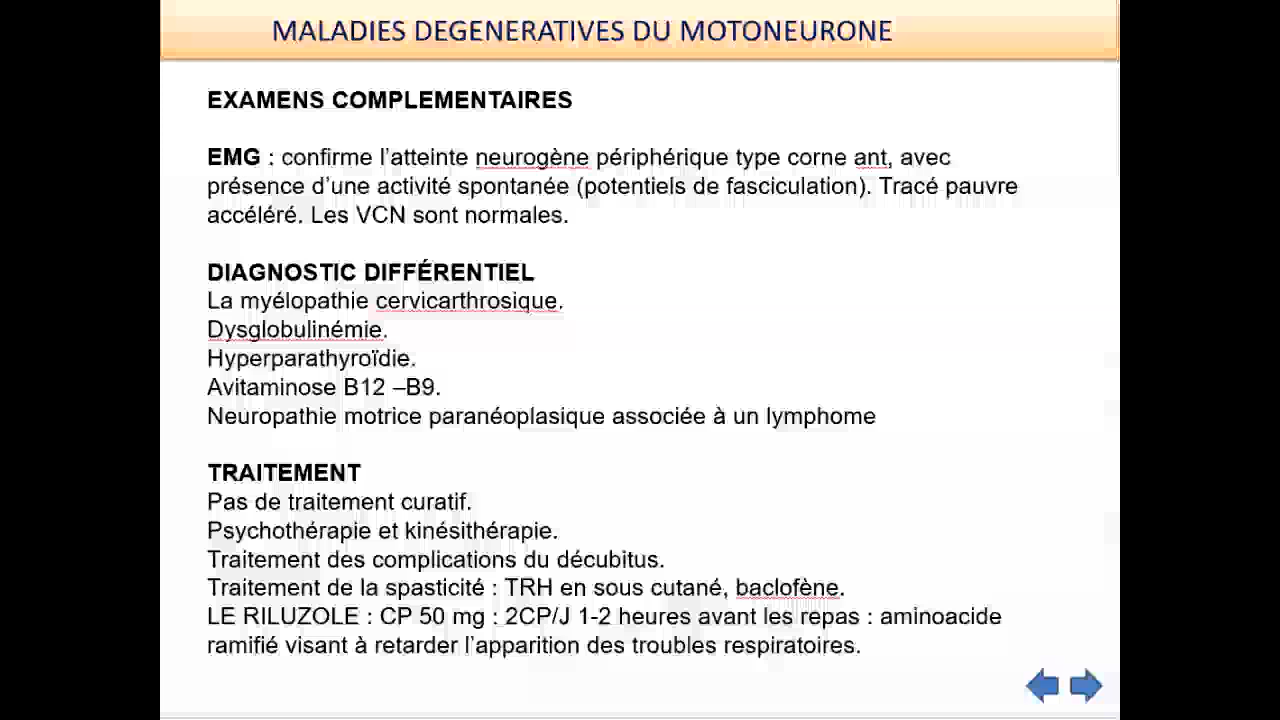 MALADIES DEGENERATIVES DU MOTONEURONE
EXAMENS COMPLEMENTAIRES
EMG : confirme l’atteinte neurogène périphérique type corne ant, avec
présence d’une activité spontanée (potentiels de fasciculation). Tracé pauvre
accéléré. Les VCN sont normales.
DIAGNOSTIC DIFFÉRENTIEL
La myélopathie cervicarthrosique.
Dysglobulinémie.
Hyperparathyroïdie.
Avitaminose B12 –B9.
Neuropathie motrice paranéoplasique associée à un lymphome
TRAITEMENT
Pas de traitement curatif.
Psychothérapie et kinésithérapie.
Traitement des complications du décubitus.
Traitement de la spasticité : TRH en sous cutané, baclofène.
LE RILUZOLE : CP 50 mg : 2CP/J 1-2 heures avant les repas : aminoacide
ramifié visant à retarder l’apparition des troubles respiratoires.